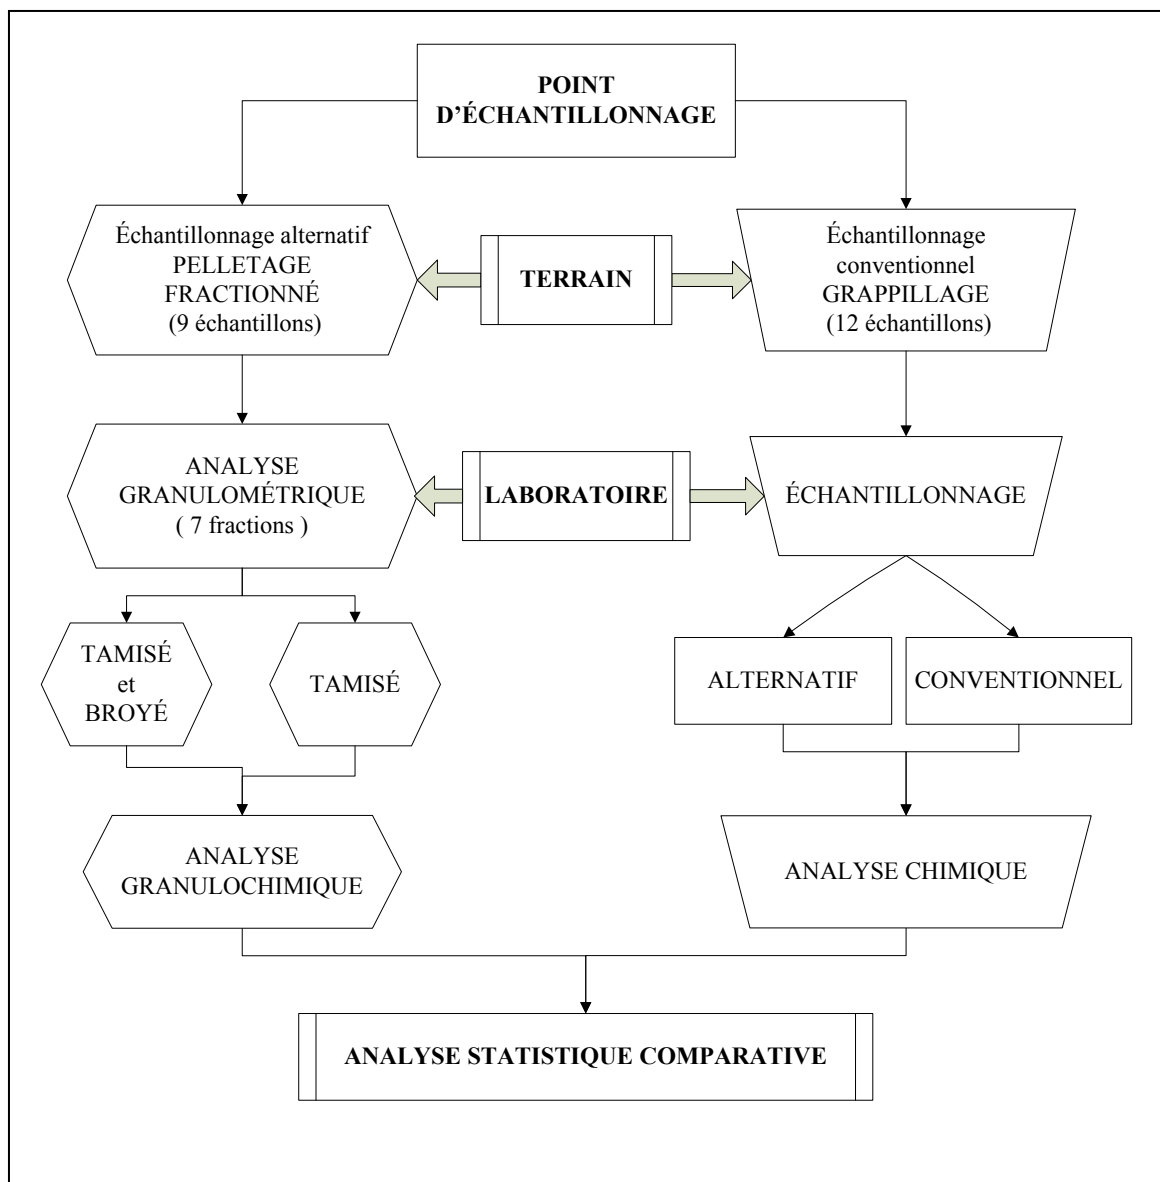 POINT
D'ÉCHANTILLONNAGE
Échantillonnage alternatif
PELLETAGE
FRACTIONNÉ
(9 échantillons)
TERRAIN
Échantillonnage
conventionnel
GRAPPILLAGE
(12 échantillons)
ANALYSE
GRANULOMÉTRIQUE
( 7 fractions )
LABORATOIRE
ÉCHANTILLONNAGE
TAMISÉ
et
BROYÉ
TAMISÉ
ALTERNATIF
CONVENTIONNEL
ANALYSE
GRANULOCHIMIQUE
ANALYSE CHIMIQUE
ANALYSE STATISTIQUE COMPARATIVE